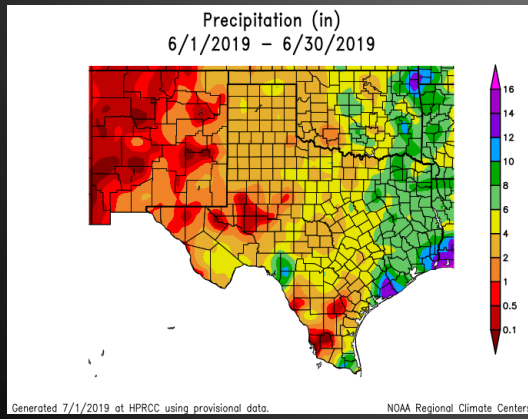 Precipitation (in)
6/1/2019 – 6/30/2019
16
14
12
10
8
6
4
2
1
0.5
0.1
Generated 7/1/2019 at HPRCC using provisional data.
NOAA Regional Climate Centers